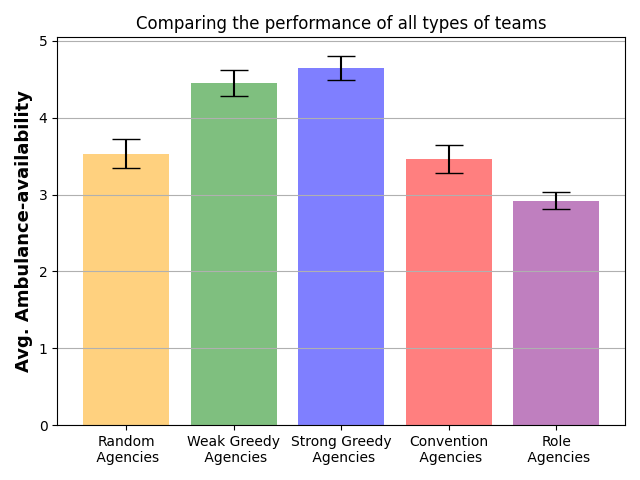 Comparing the performance of all types of teams
Avg. Ambulance-availability
5
4
3
2
1
0
Random
Agencies
Weak Greedy
Agencies
Strong Greedy
Agencies
Convention
Agencies
Role
Agencies